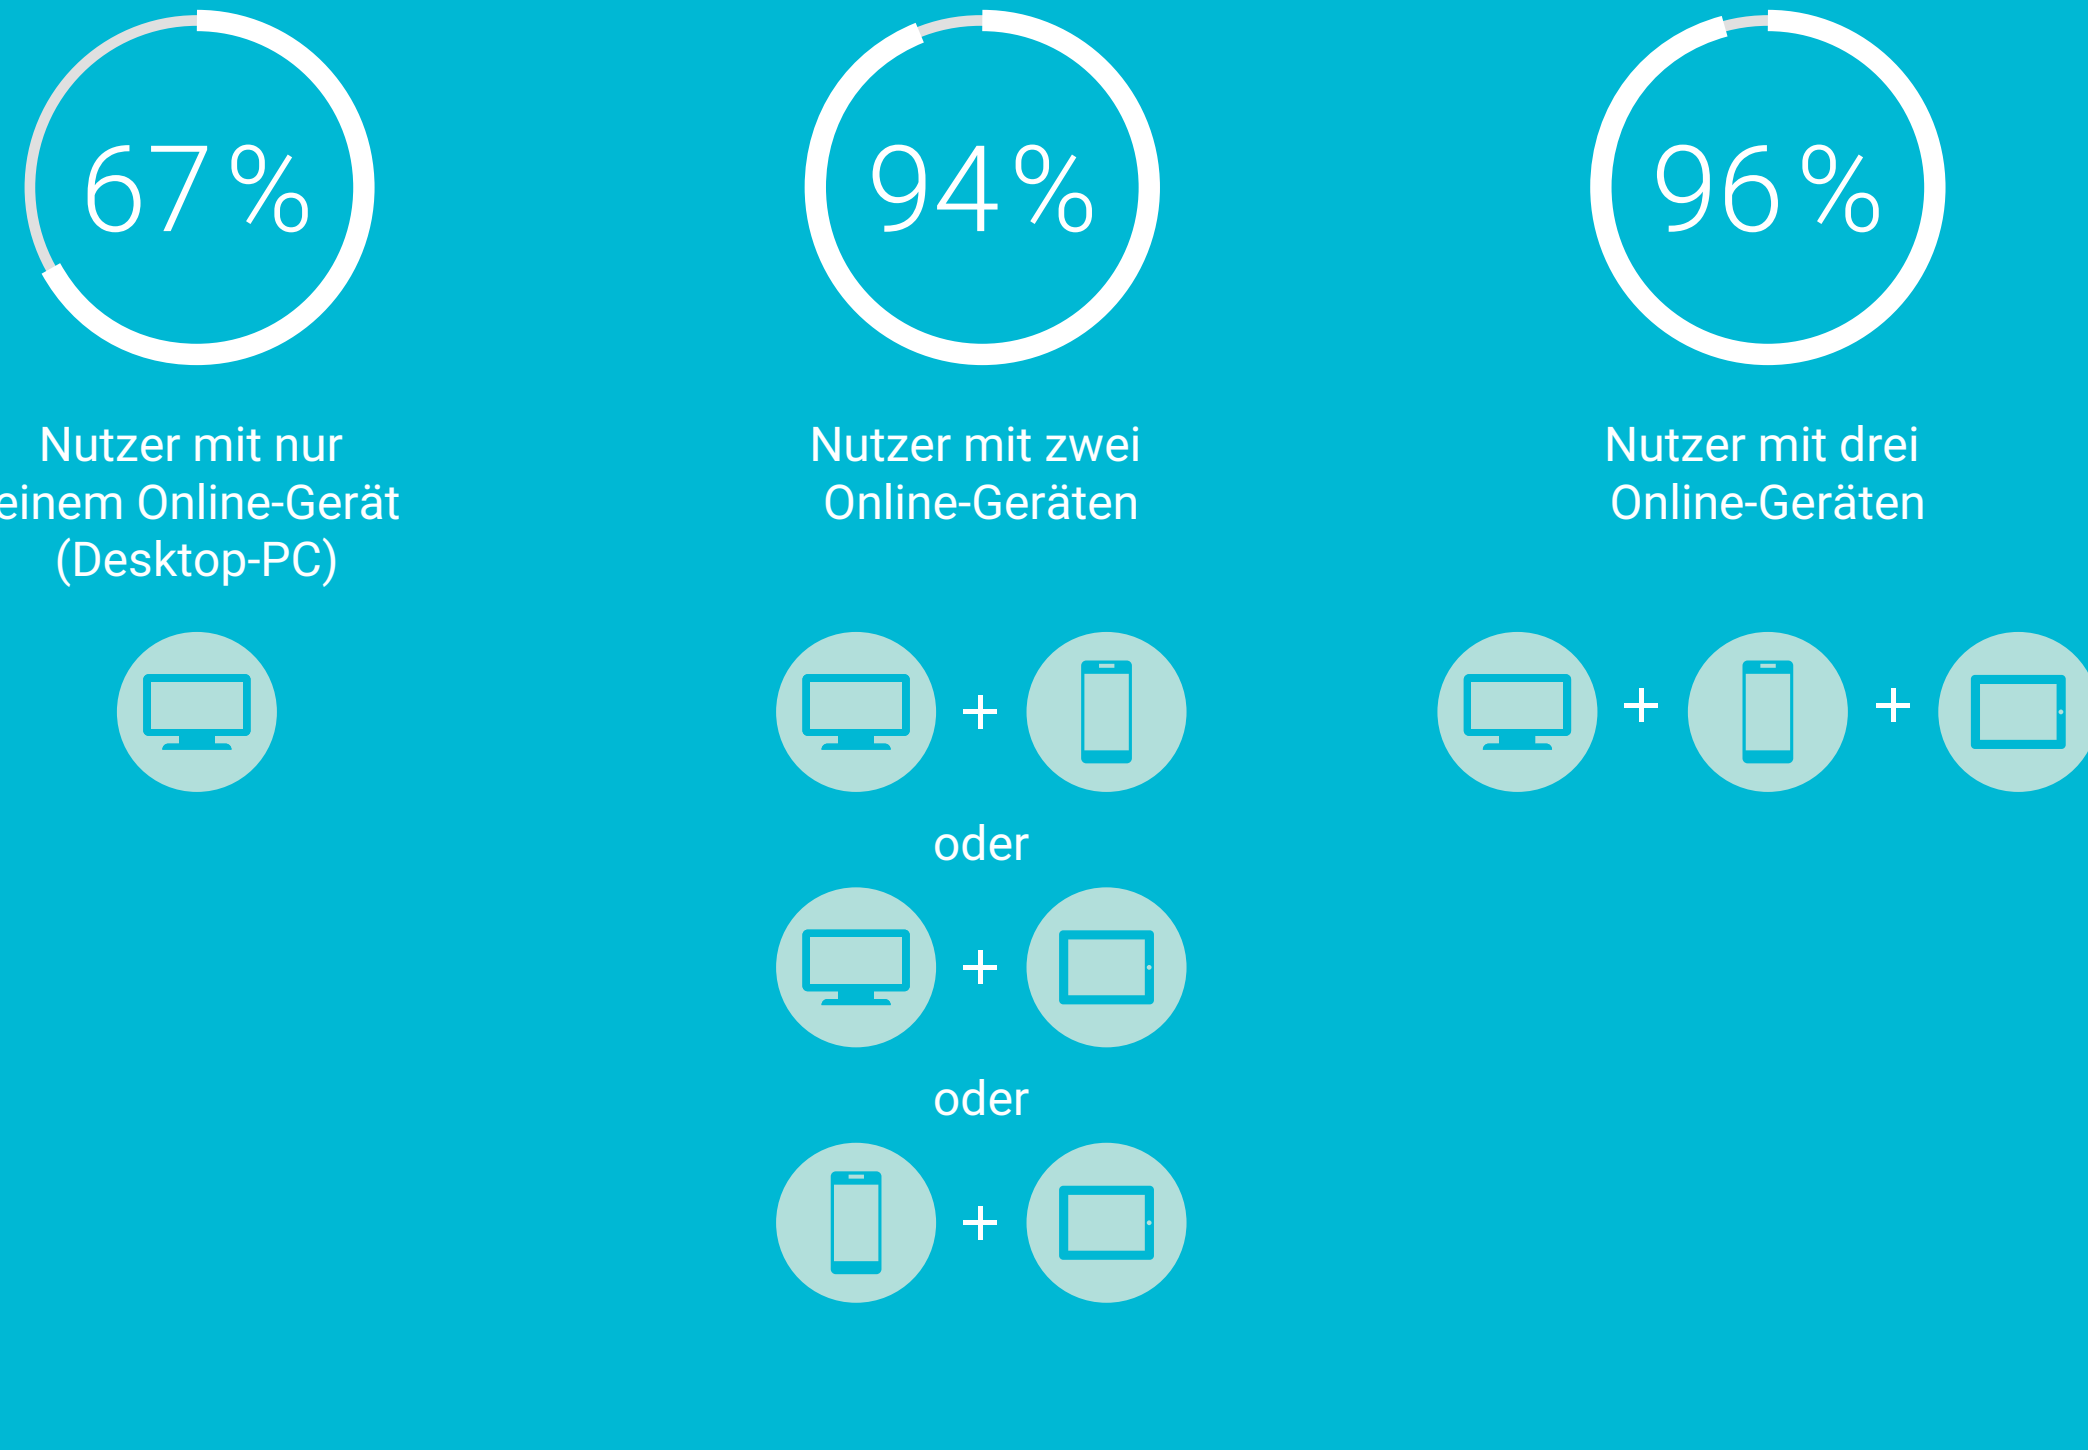 67 %
Nutzer mit nur
einem Online-Gerät
(Desktop-PC)
94 %
Nutzer mit zwei
Online-Geräten
+
oder
+
oder
+
96 %
Nutzer mit drei
Online-Geräten
+ +